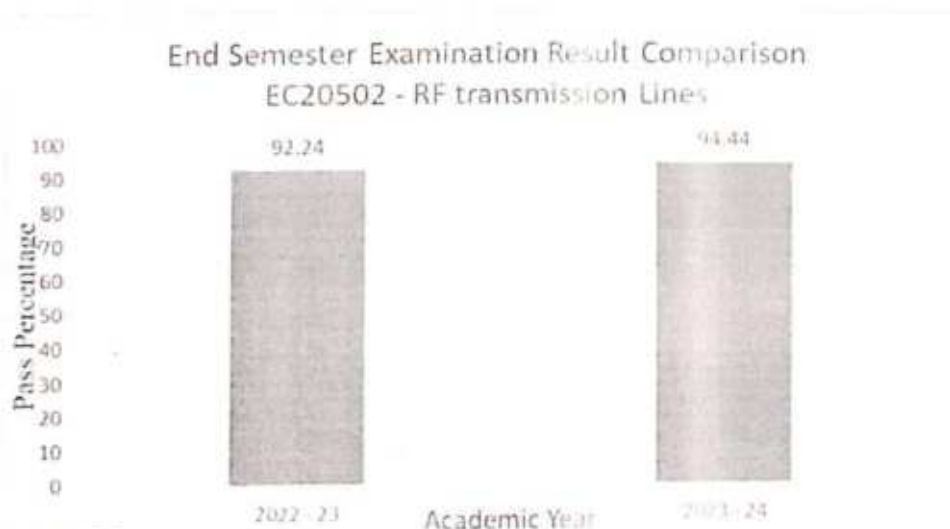 End Semester Examination Result Comparison
EC20502 - RF transmission Lines
92.24
94.44
100
90
80
70
60
50
40
30
20
10
0
Pass Percentage
2022 - 23
2023 - 24
Academic Year